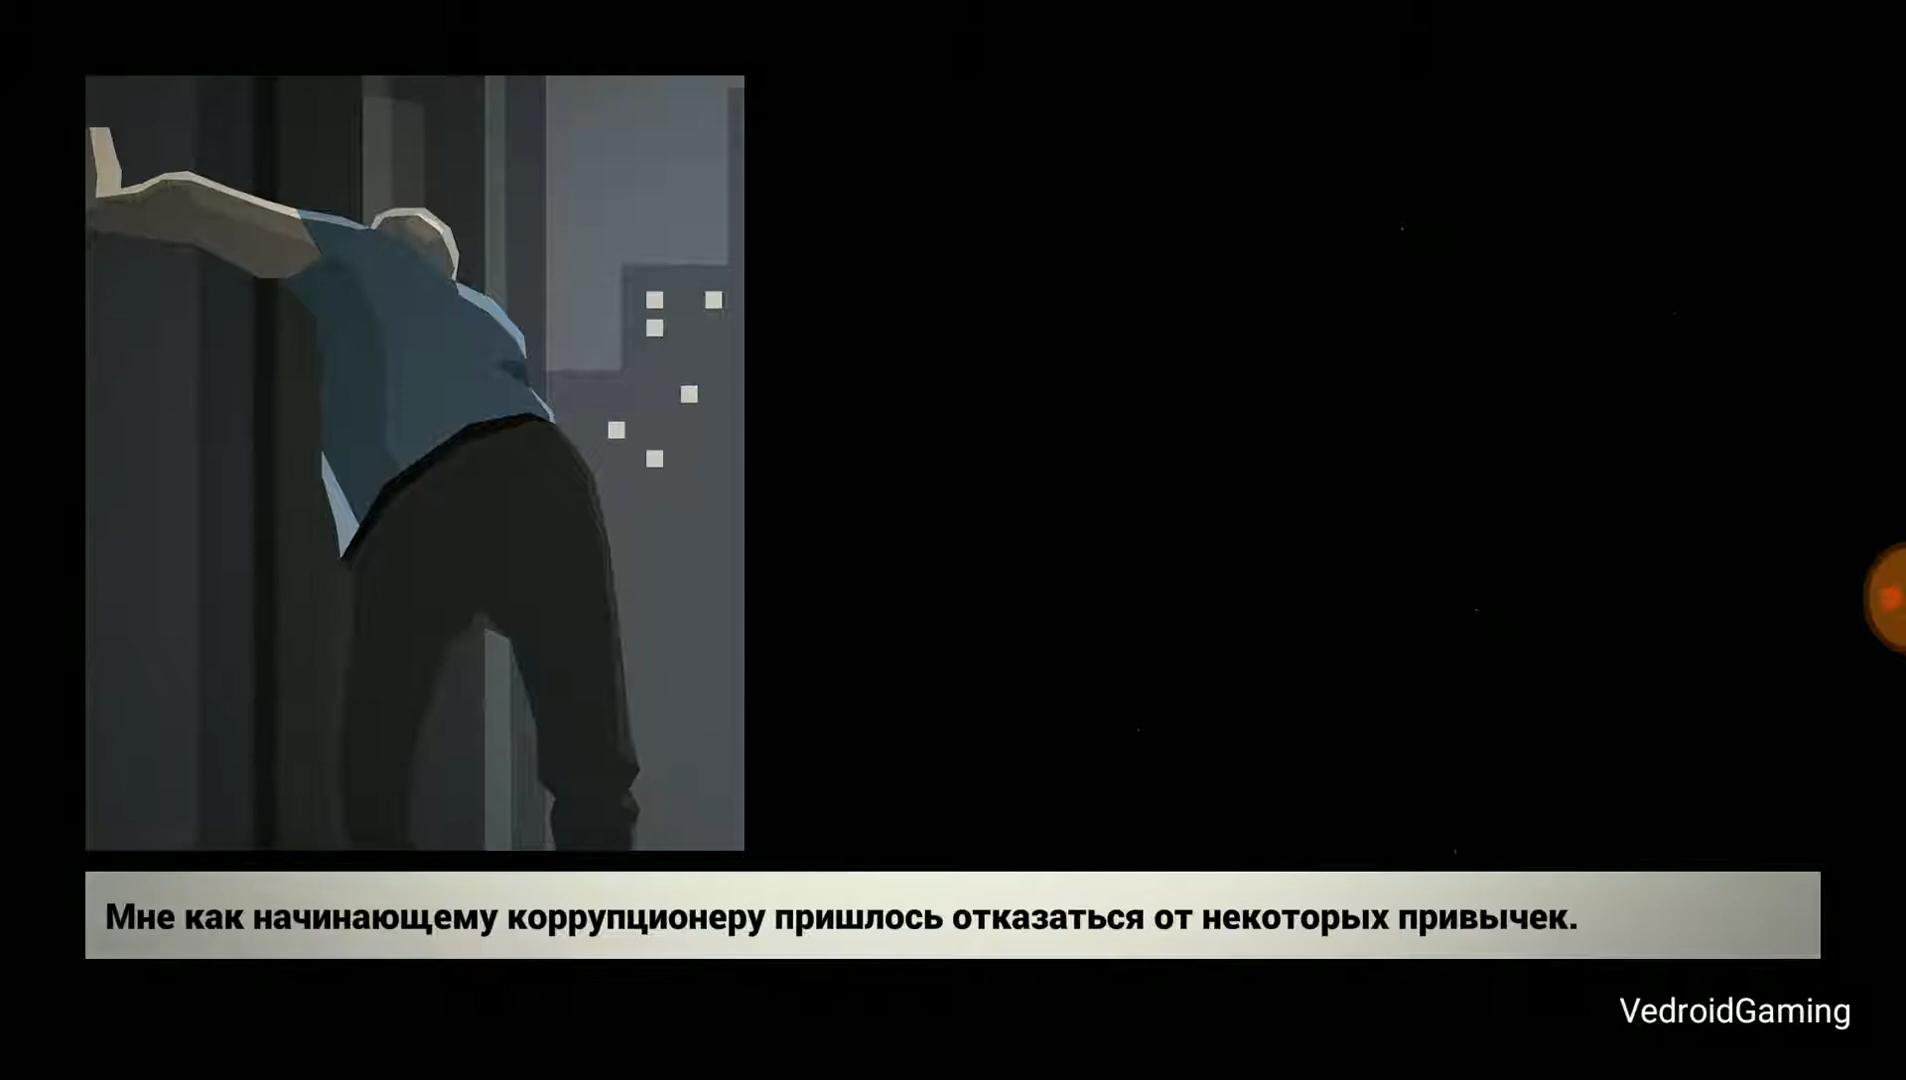 Мне как начинающему коррупционеру пришлось отказаться от некоторых привычек.
VedroidGaming